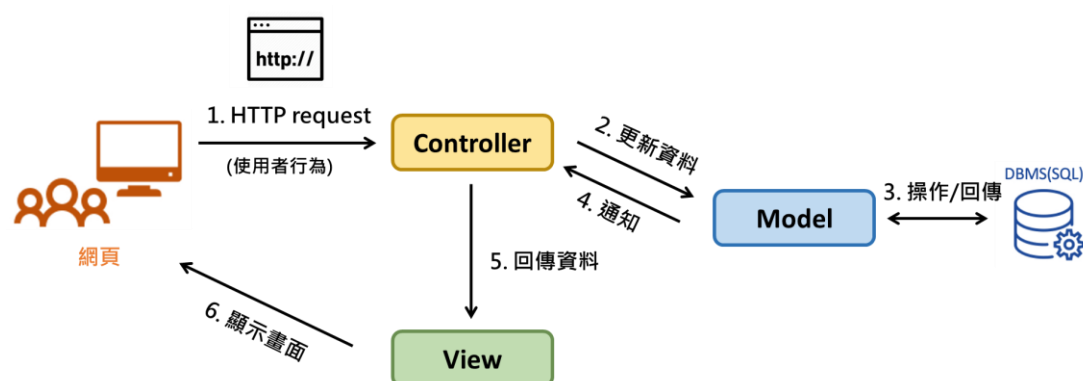 http://
1. HTTP request
(使用者行為)
Controller
2. 更新資料
4. 通知
DBMS(SQL)
3. 操作/回傳
Model
網頁
5. 回傳資料
6. 顯示畫面
View